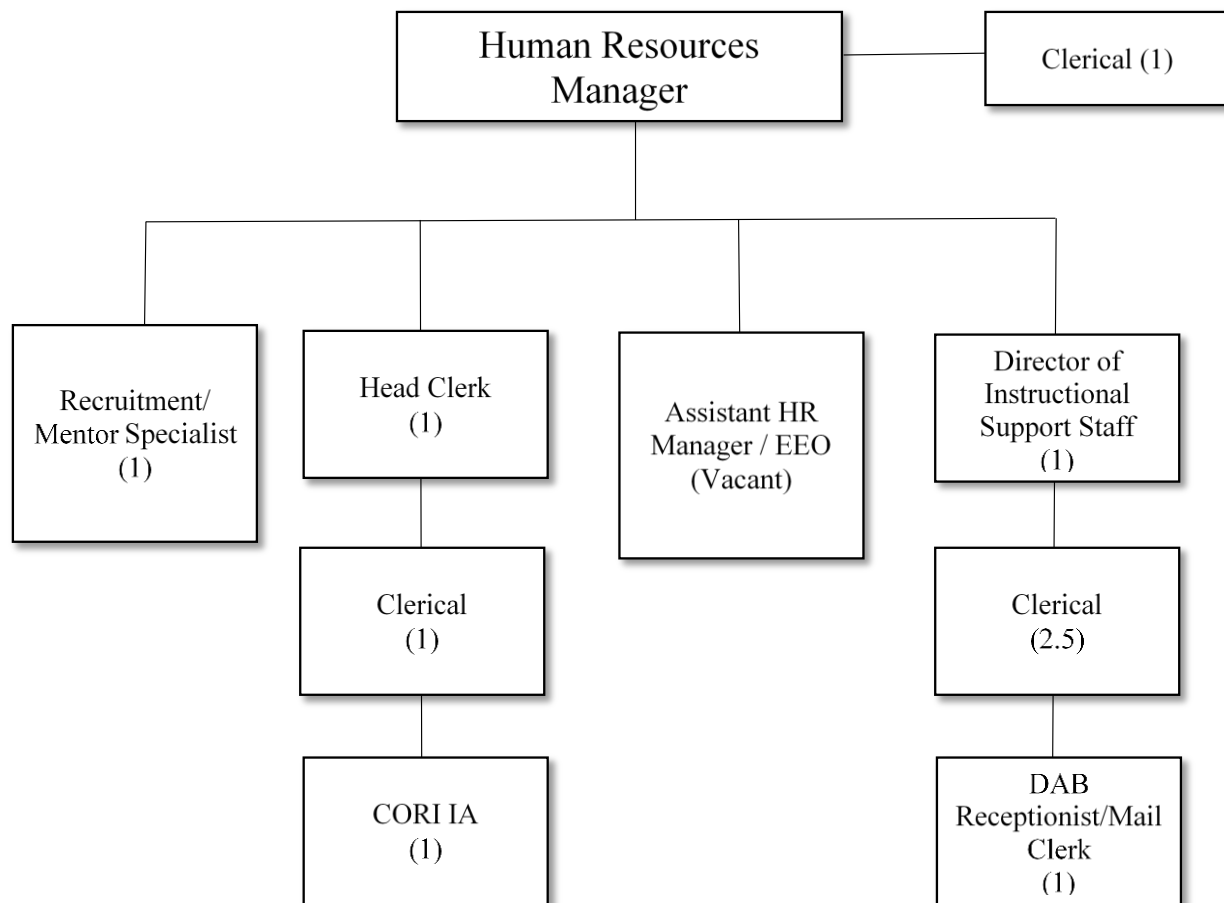 Human Resources
Manager
Clerical (1)
Recruitment/
Mentor Specialist
(1)
Head Clerk
(1)
Assistant HR
Manager / EEO
(Vacant)
Director of
Instructional
Support Staff
(1)
Clerical
(1)
Clerical
(2.5)
CORI IA
(1)
DAB
Receptionist/Mail
Clerk
(1)